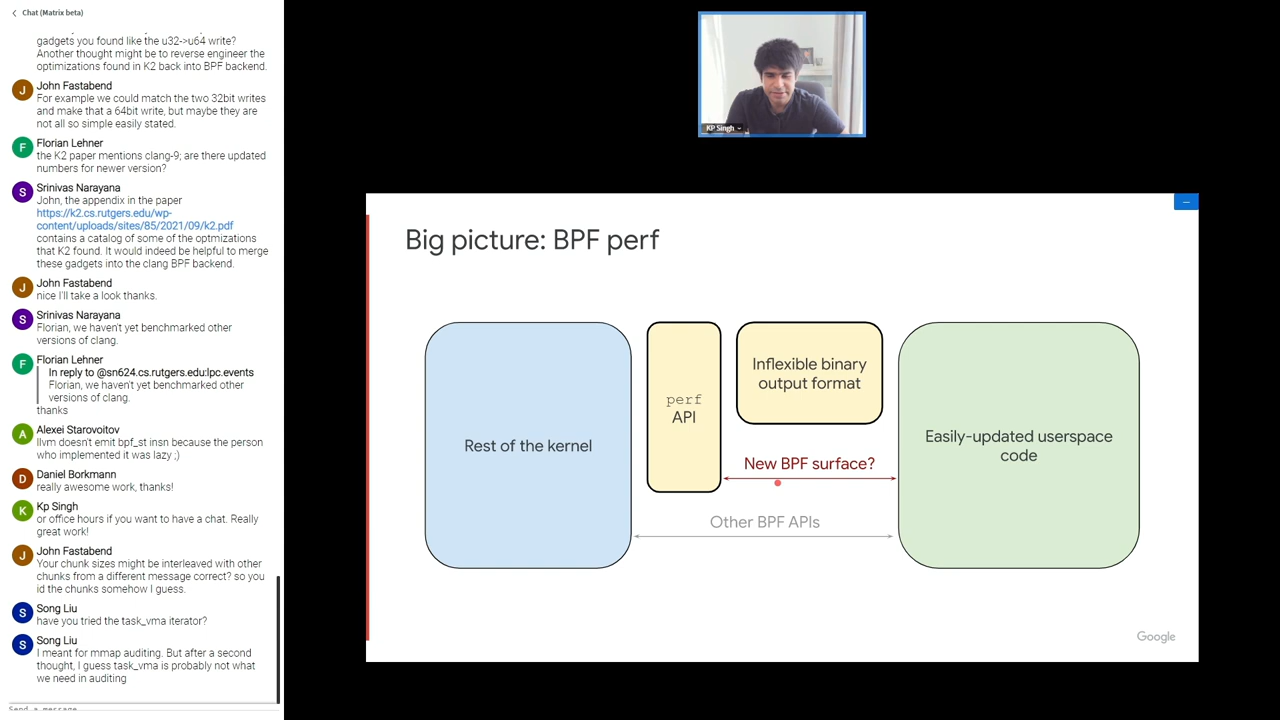 Chat (Matrix beta)
gadgets you found like the u32->u64 write?
Another thought might be to reverse engineer the
optimizations found in K2 back into BPF backend.
John Fastabend
For example we could match the two 32bit writes
and make that a 64bit write, but maybe they are
not all so simple easily stated.
Florian Lehner
the K2 paper mentions clang-9; are there updated
numbers for newer version?
Srinivas Narayana
John, the appendix in the paper
https://k2.cs.rutgers.edu/wp-
content/uploads/sites/85/2021/09/k2.pdf
contains a catalog of some of the optmizations
that K2 found. It would indeed be helpful to merge
these gadgets into the clang BPF backend.
John Fastabend
nice I'll take a look thanks.
Srinivas Narayana
Florian, we haven't yet benchmarked other
versions of clang.
Florian Lehner
In reply to @sn624.cs.rutgers.edu:lpc.events
Florian, we haven't yet benchmarked other
versions of clang.
thanks
Alexei Starovoitov
llvm doesn't emit bpf_st insn because the person
who implemented it was lazy ;)
Daniel Borkmann
really awesome work, thanks!
Kp Singh
or office hours if you want to have a chat. Really
great work!
John Fastabend
Your chunk sizes might be interleaved with other
chunks from a different message correct? so you
id the chunks somehow I guess.
Song Liu
have you tried the task_vma iterator?
Song Liu
I meant for mmap auditing. But after a second
thought, I guess task_vma is probably not what
we need in auditing
Send a message
J
F
S
J
S
F
A
D
K
J
S
S
KP Singh
Big picture: BPF perf
Rest of the kernel
perf
API
Inflexible binary
output format
New BPF surface?
Other BPF APIs
Easily-updated userspace
code
Google